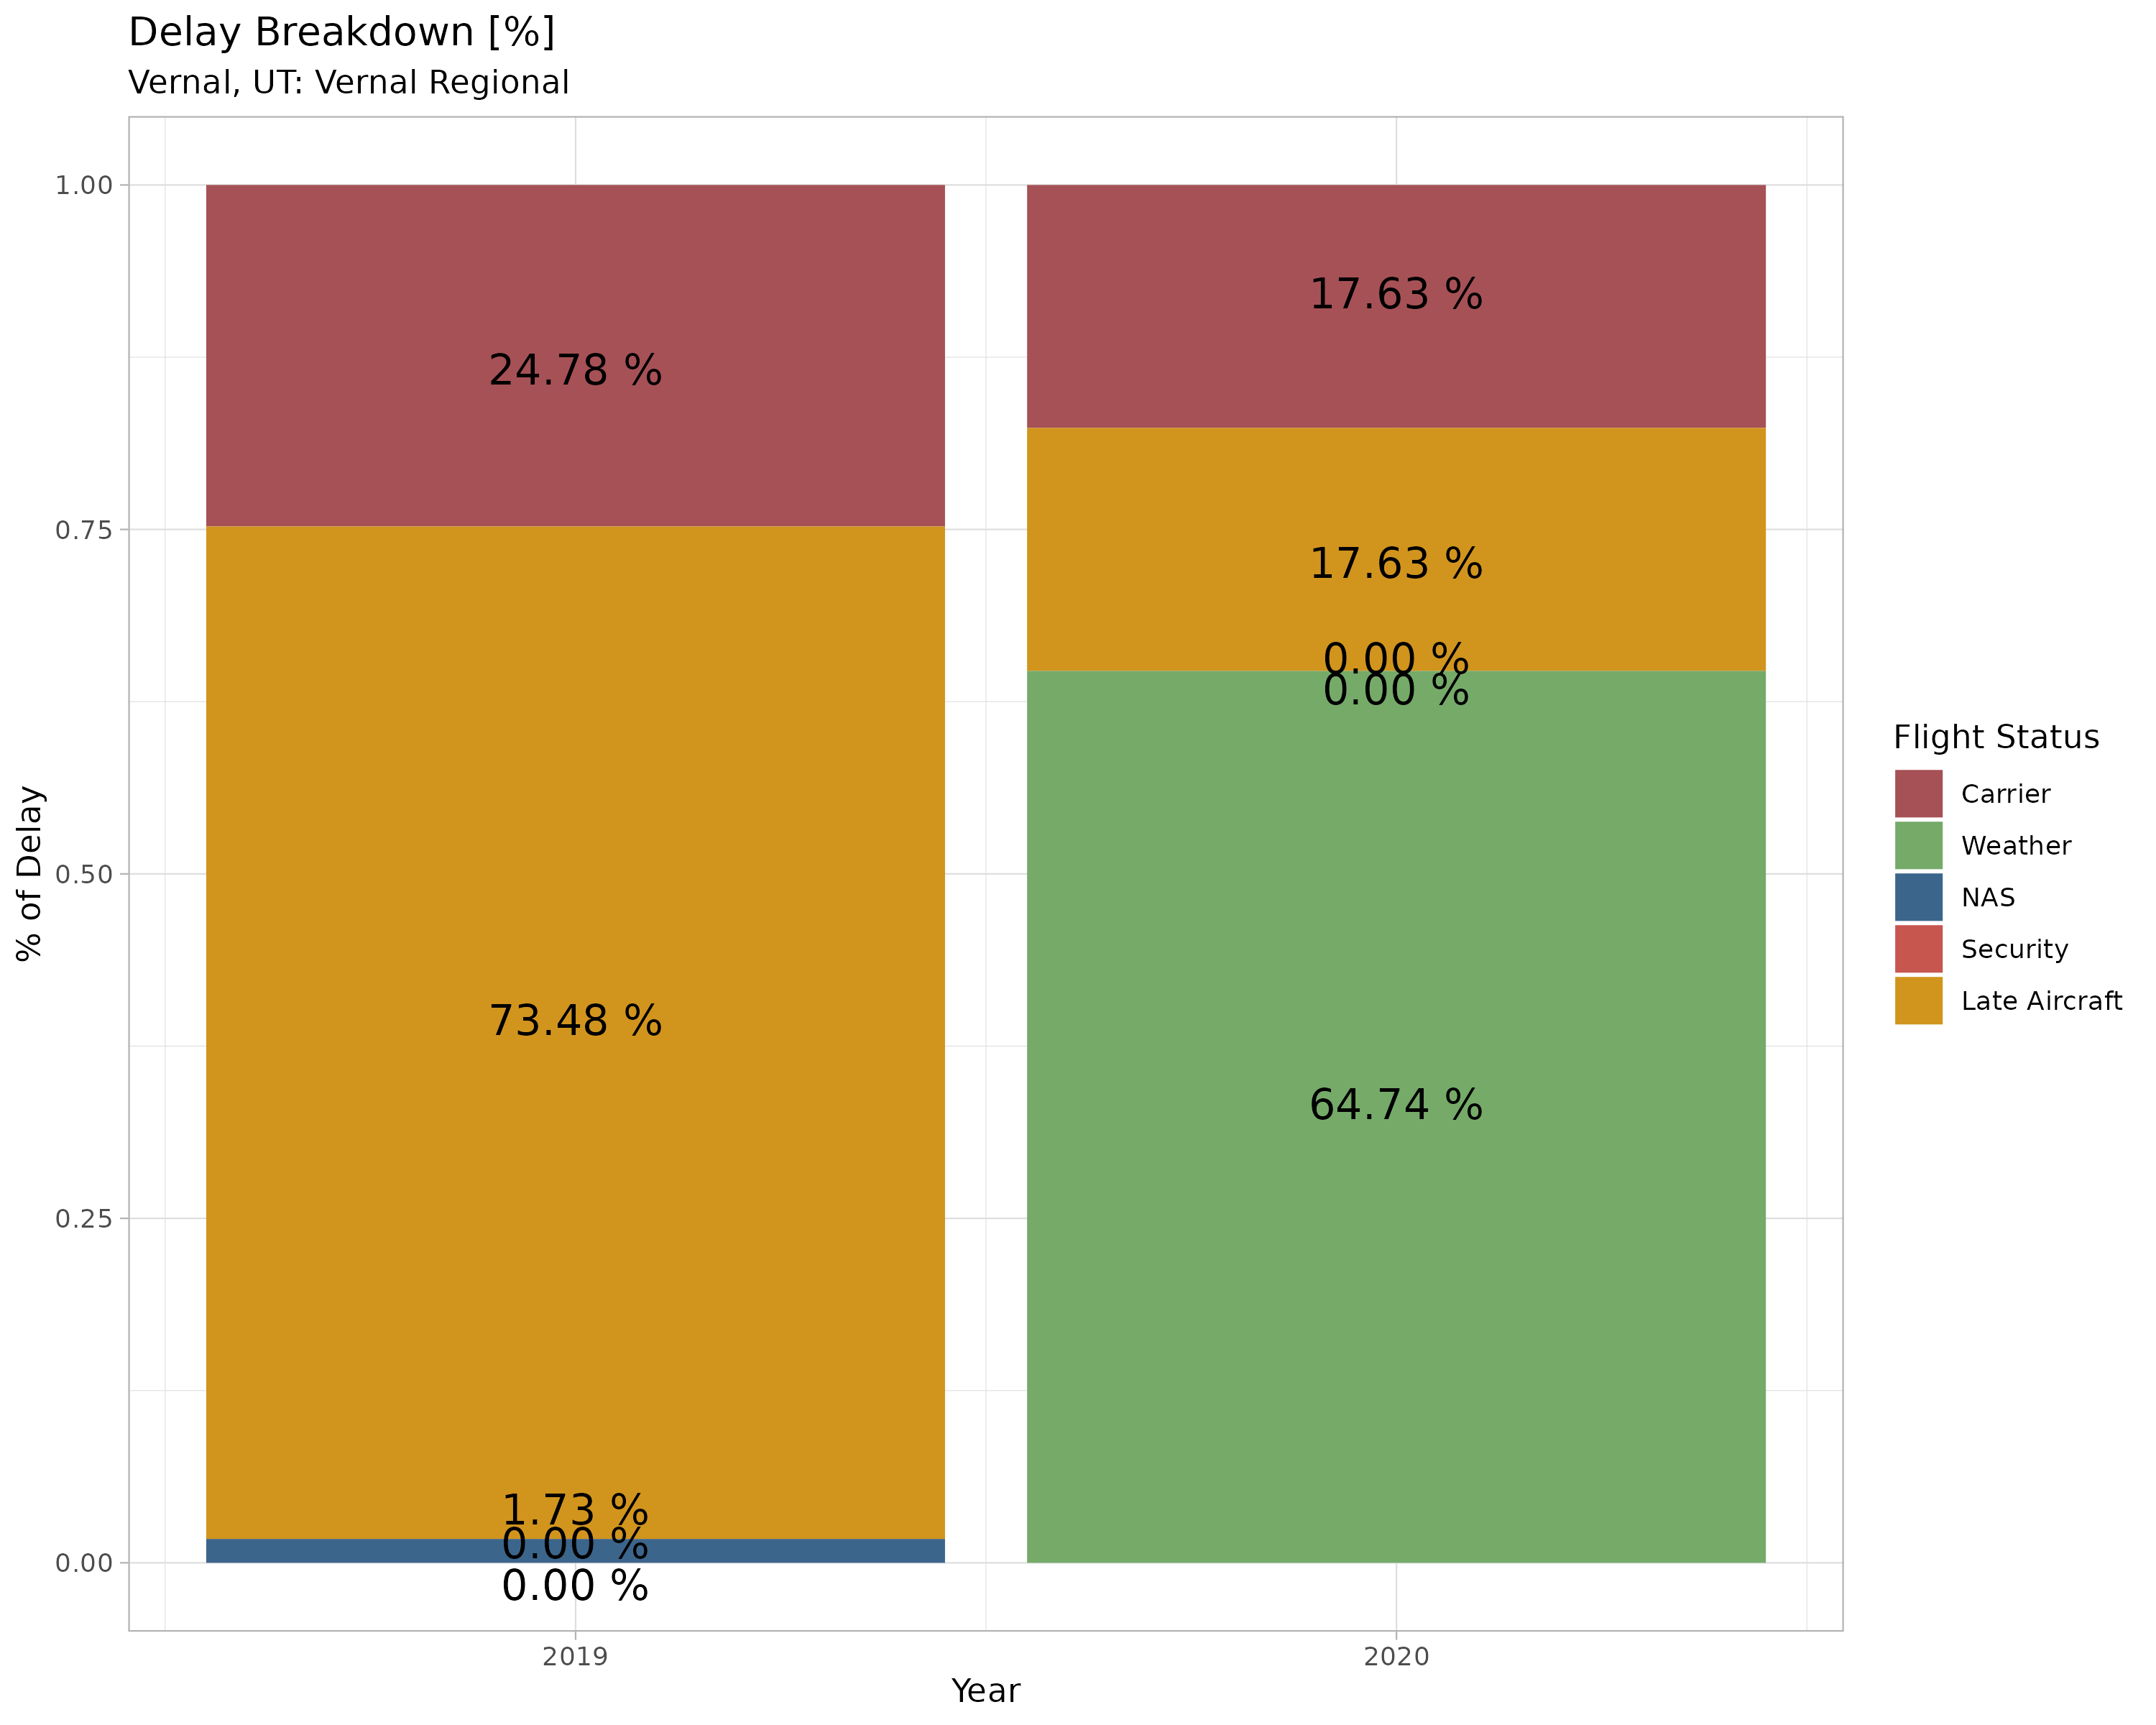 Delay Breakdown [%]
Vernal, UT: Vernal Regional
1.00
0.75
0.50
0.25
0.00
% of Delay
24.78 %
73.48 %
1.73 %
0.00 %
0.00 %
17.63 %
17.63 %
0.00 %
0.00 %
64.74 %
2019
2020
Year
Flight Status
Carrier
Weather
NAS
Security
Late Aircraft